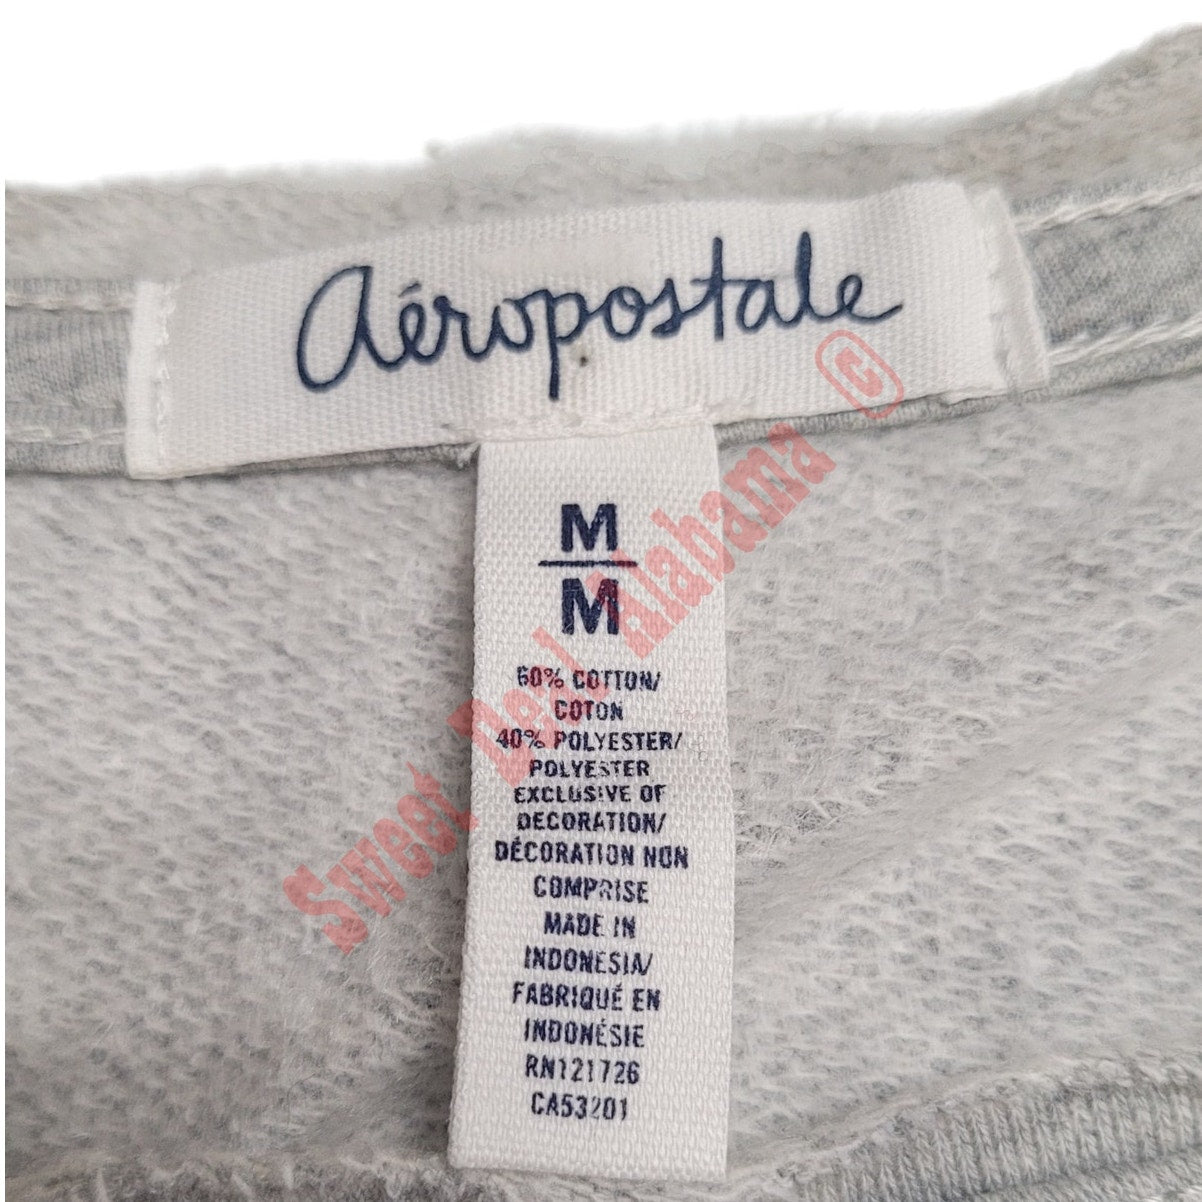 aéropostale
M
M
60% COTTON/
COTON
40% POLYESTER/
POLYESTER
EXCLUSIVE OF
DECORATION/
DÉCORATION NON
COMPRISE
MADE IN
INDONESIA/
FABRIQUÉ EN
INDONÉSIE
RN121726
CA53201
Sweet Deal Alabama ©